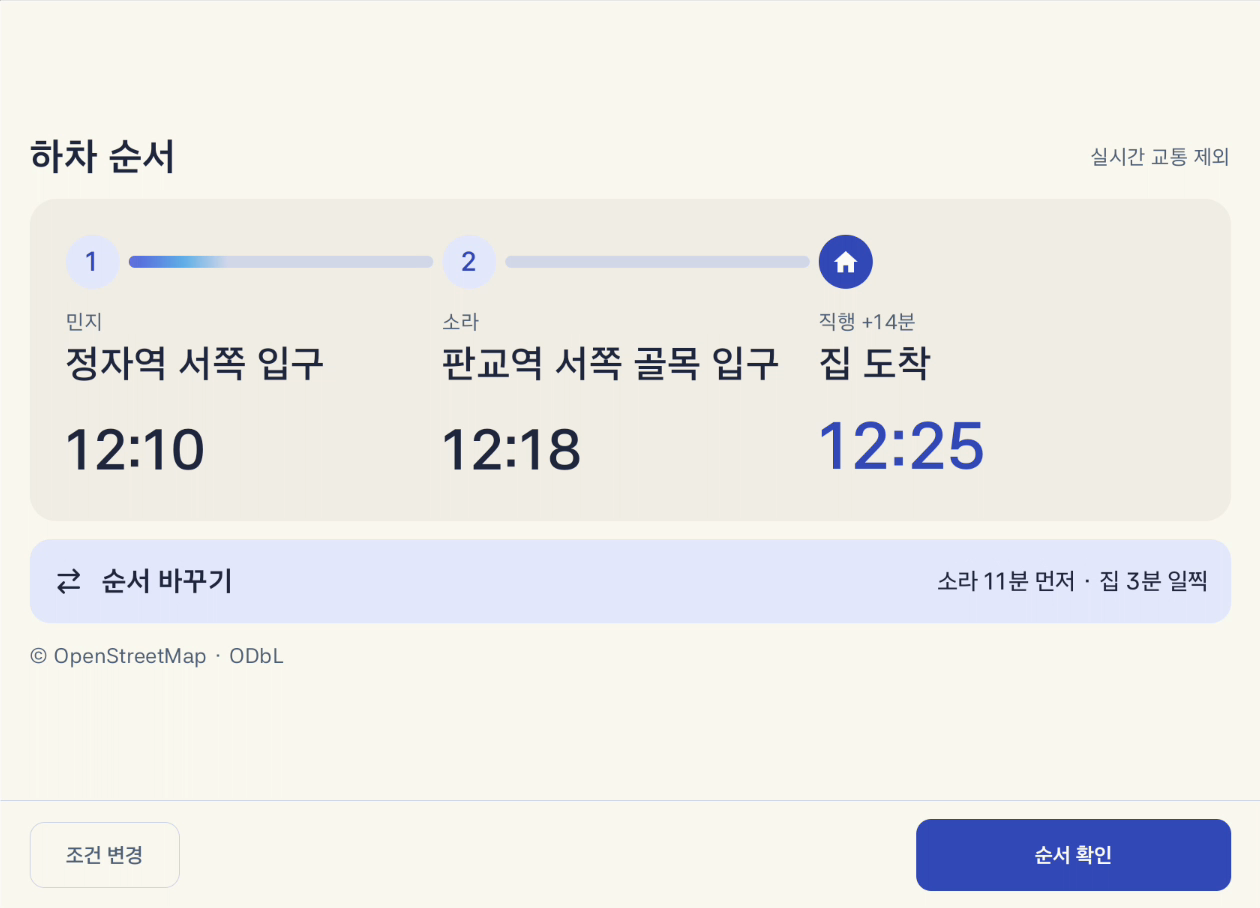 하차 순서
실시간 교통 제외
1
2
민지
소라
직행 +14분
정자역 서쪽 입구
판교역 서쪽 골목 입구
집 도착
12:10
12:18
12:25
순서 바꾸기
소라 11분 먼저 · 집 3분 일찍
© OpenStreetMap · ODbL
조건 변경
순서 확인